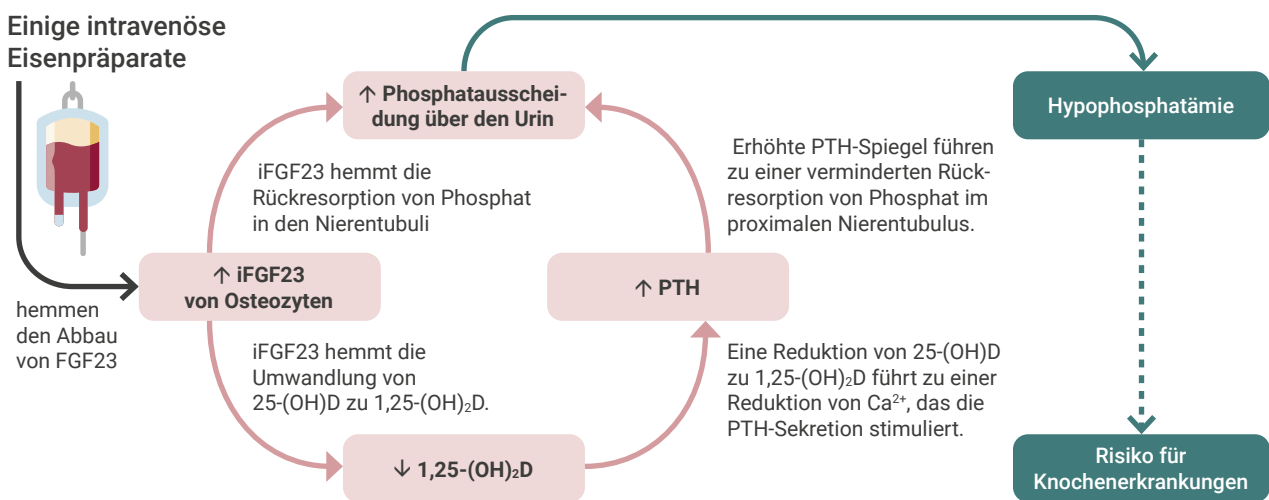 Einige intravenöse
Eisenpräparate
↑ Phosphatausschei-
dung über den Urin
Hypophosphatämie
iFGF23 hemmt die
Rückresorption von Phosphat
in den Nierentubuli
Erhöhte PTH-Spiegel führen
zu einer verminderten Rück-
resorption von Phosphat im
proximalen Nierentubulus.
↑ iFGF23
von Osteozyten
↑ PTH
hemmen
den Abbau
von FGF23
iFGF23 hemmt die
Umwandlung von
25-(OH)D zu 1,25-(OH)₂D.
Eine Reduktion von 25-(OH)D
zu 1,25-(OH)₂D führt zu einer
Reduktion von Ca²⁺, das die
PTH-Sekretion stimuliert.
↓ 1,25-(OH)₂D
Risiko für
Knochenerkrankungen